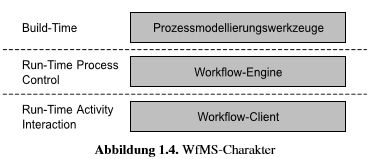 Build-Time
Prozessmodellierungswerkzeuge
Run-Time Process
Control
Workflow-Engine
Run-Time Activity
Interaction
Workflow-Client
Abbildung 1.4. WfMS-Charakter